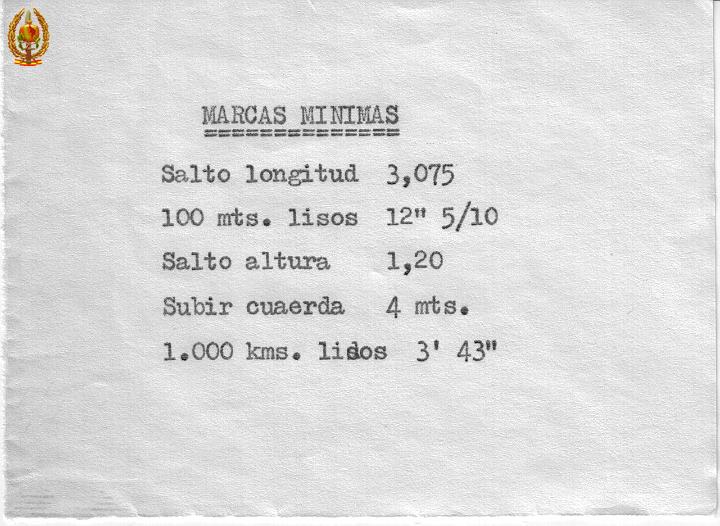 MARCAS MINIMAS
==============
Salto longitud 3,075
100 mts. lisos 12" 5/10
Salto altura 1,20
Subir cuaerda 4 mts.
1.000 kms. lisos 3' 43"